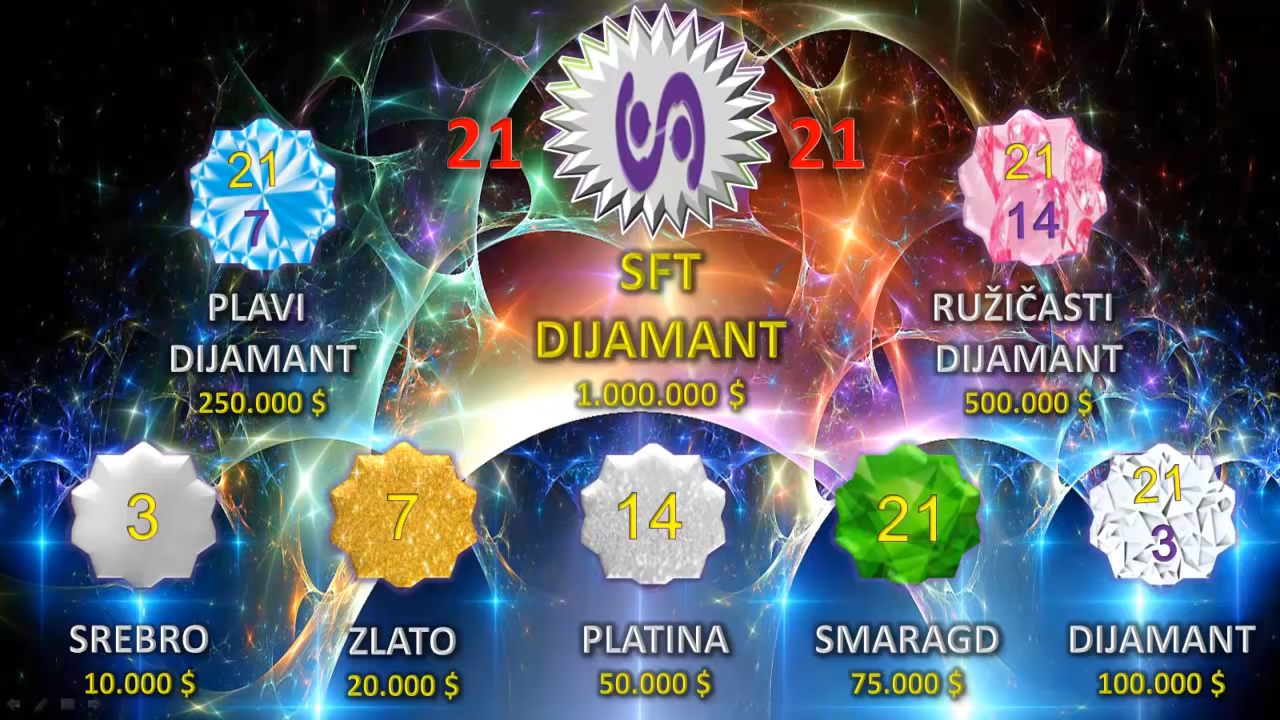 21
21
SFT
DIJAMANT
1.000.000 $
21
7
PLAVI
DIJAMANT
250.000 $
21
14
RUŽIČASTI
DIJAMANT
500.000 $
3
SREBRO
10.000 $
7
ZLATO
20.000 $
14
PLATINA
50.000 $
21
SMARAGD
75.000 $
21
3
DIJAMANT
100.000 $